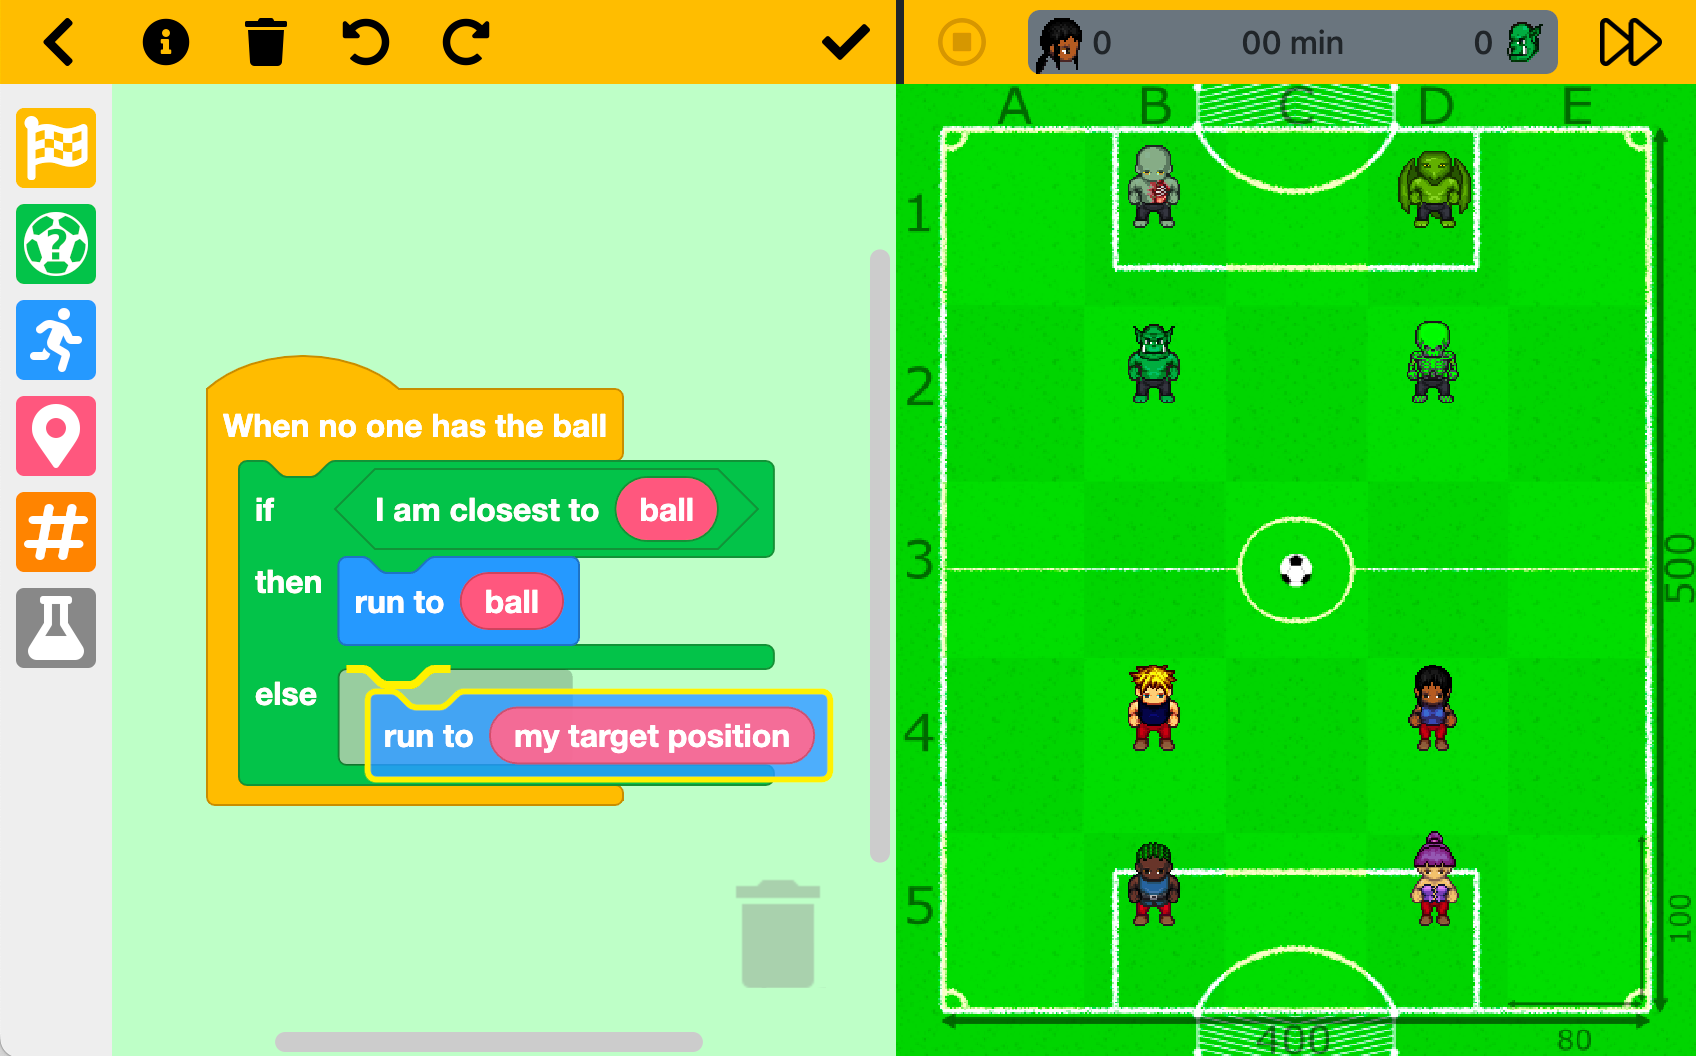 0 00 min 0
When no one has the ball
if I am closest to ball
then run to ball
else run to my target position
A B C D E
1
2
3
4
5
500
100
400
80